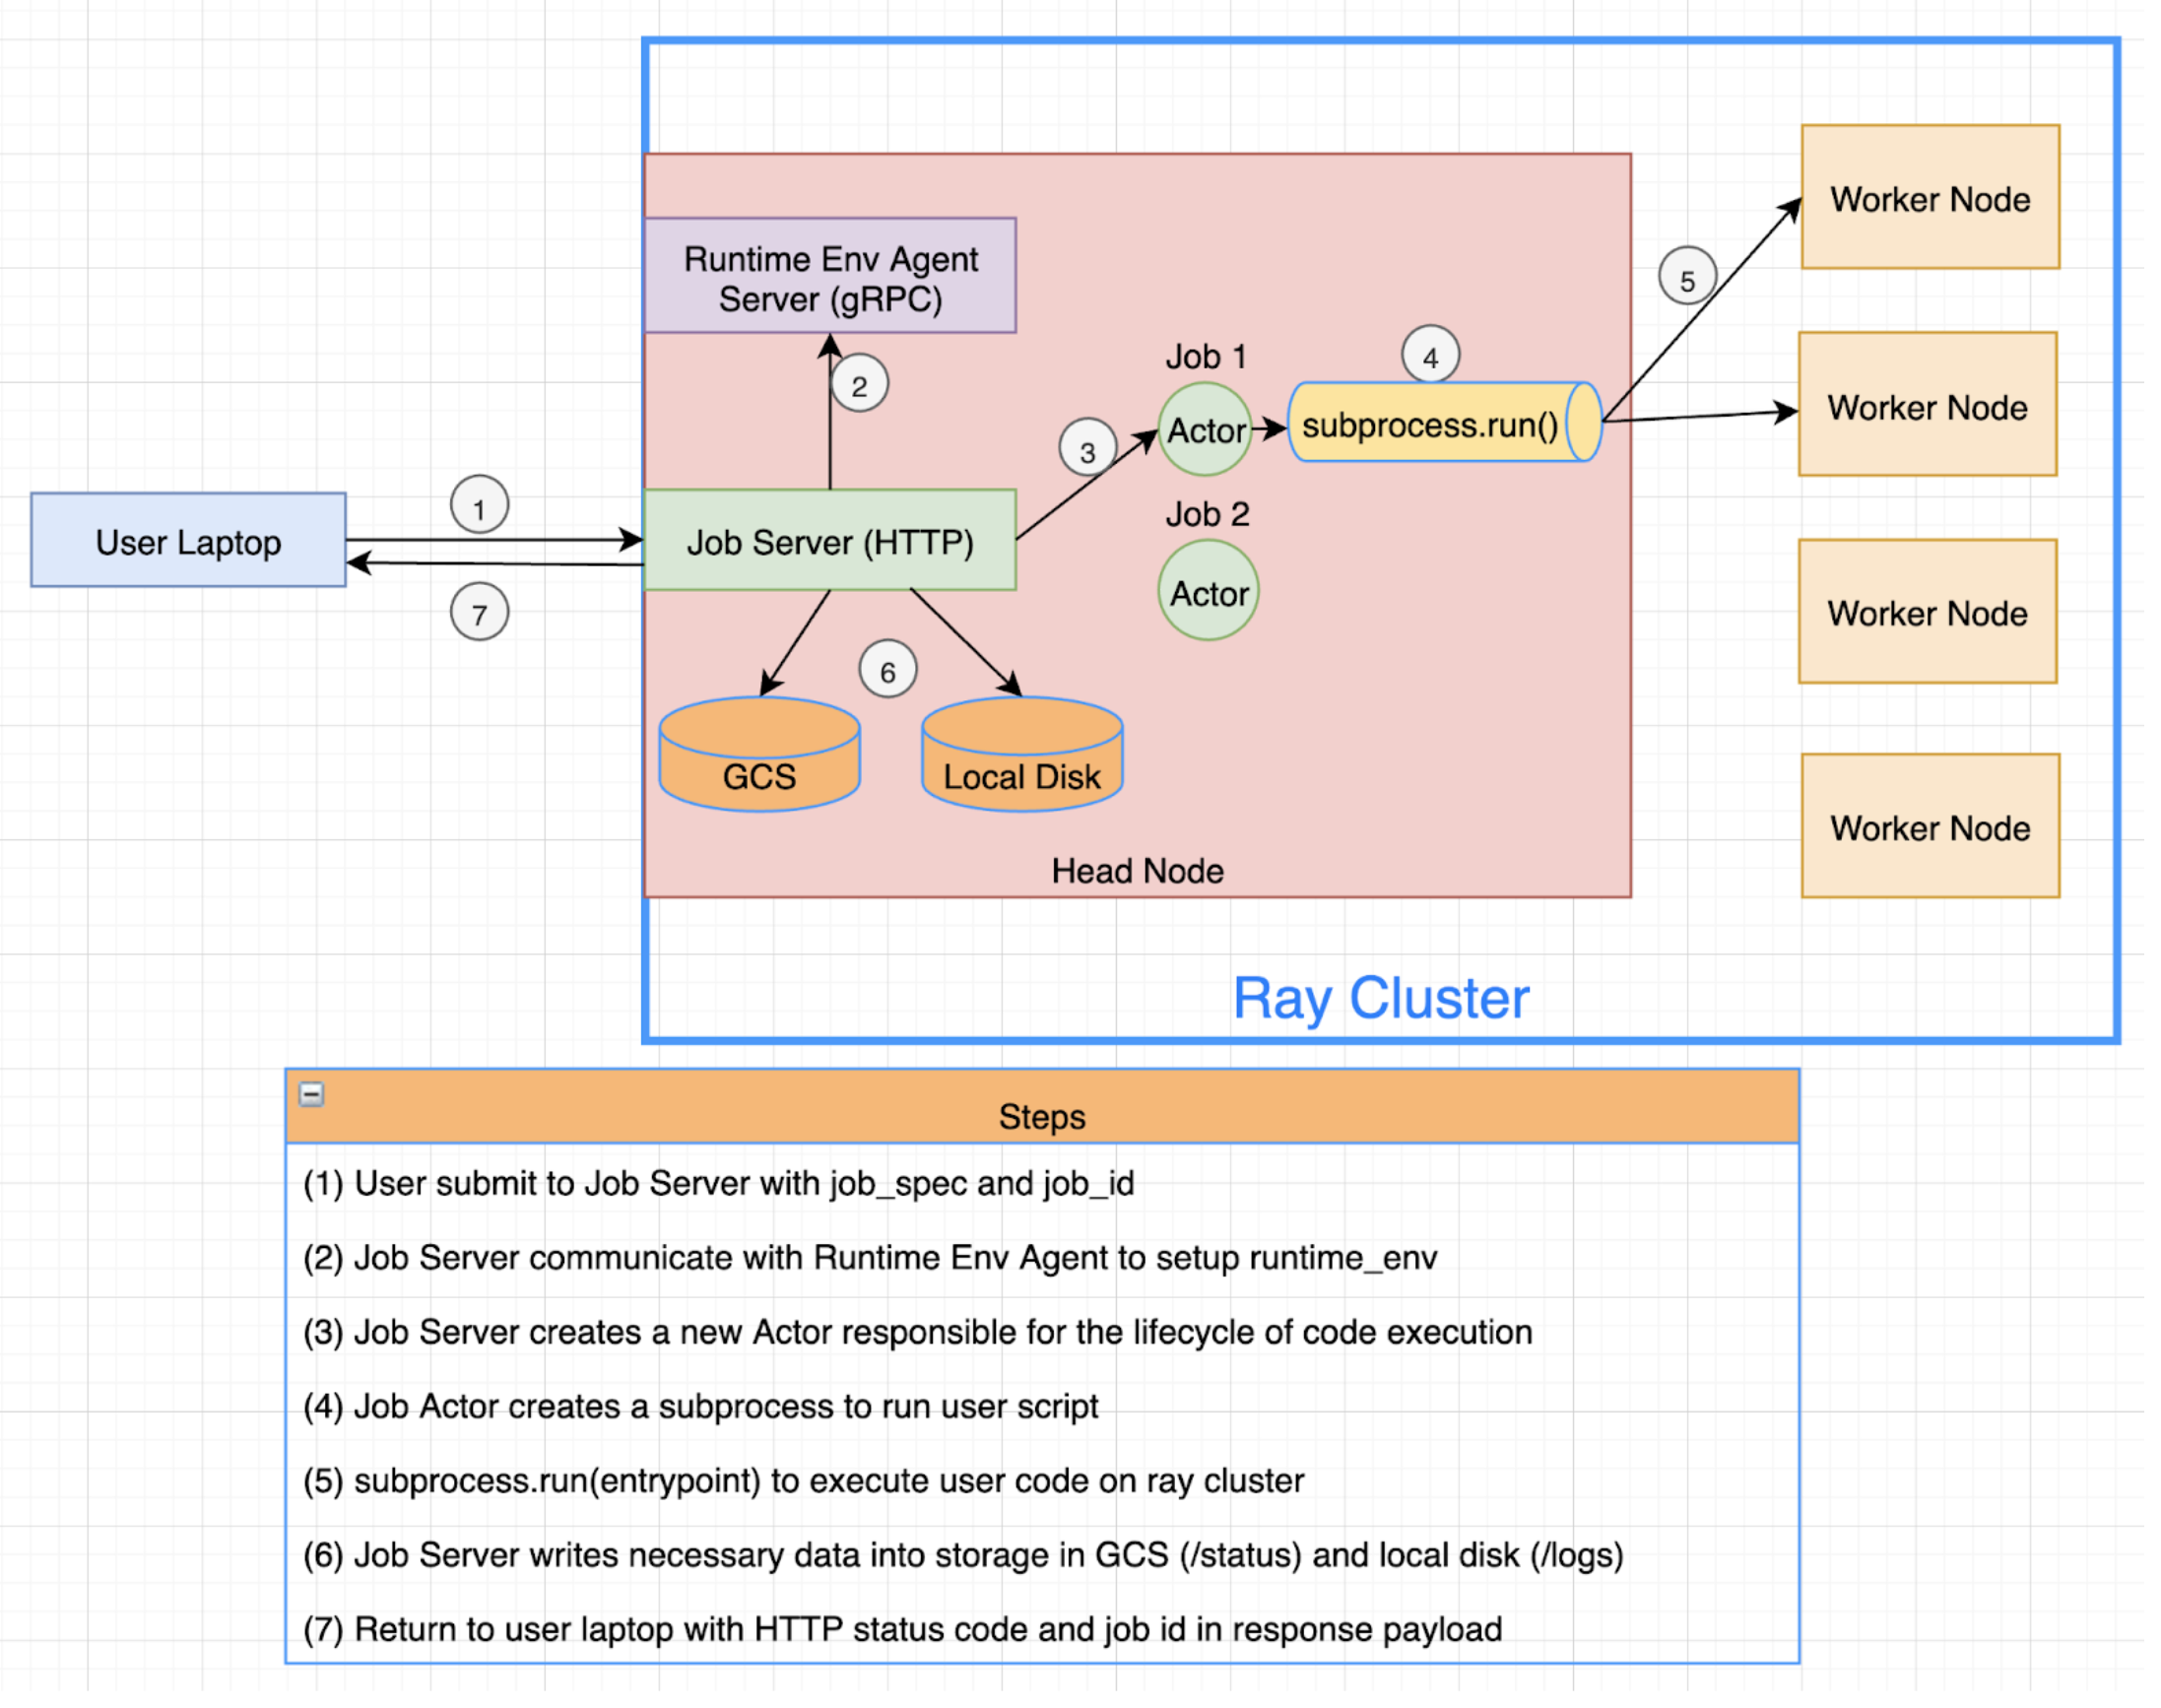 Worker Node
Runtime Env Agent
Server (gRPC)
5
Job 1
4
2
Actor
subprocess.run()
Worker Node
3
1
Job 2
User Laptop
Job Server (HTTP)
Actor
Worker Node
7
6
GCS
Local Disk
Worker Node
Head Node
Ray Cluster
Steps
(1) User submit to Job Server with job_spec and job_id
(2) Job Server communicate with Runtime Env Agent to setup runtime_env
(3) Job Server creates a new Actor responsible for the lifecycle of code execution
(4) Job Actor creates a subprocess to run user script
(5) subprocess.run(entrypoint) to execute user code on ray cluster
(6) Job Server writes necessary data into storage in GCS (/status) and local disk (/logs)
(7) Return to user laptop with HTTP status code and job id in response payload